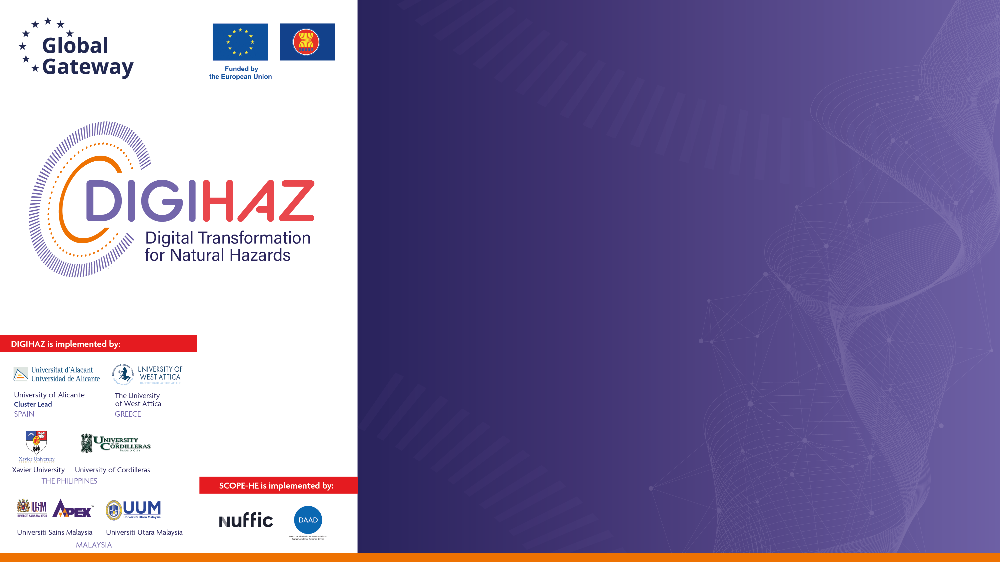 Global
Gateway
asean
Funded by
the European Union
DIGIHAZ
Digital Transformation
for Natural Hazards
DIGIHAZ is implemented by:
Universitat d'Alacant
Universidad de Alicante
UNIVERSITY OF
WEST ATTICA
ΠΑΝΕΠΙΣΤΗΜΙΟ ΔΥΤΙΚΗΣ ΑΤΤΙΚΗΣ
University of Alicante
Cluster Lead
SPAIN
The University
of West Attica
GREECE
IHS
Xavier University
ATENEO DE CAGAYAN
UNIVERSITY
of the
CORDILLERAS
BAGUIO CITY
Xavier University
University of Cordilleras
THE PHILIPPINES
USM
UNIVERSITI SAINS MALAYSIA
APEX™
UUM
Universiti Utara Malaysia
Universiti Sains Malaysia
Universiti Utara Malaysia
MALAYSIA
SCOPE-HE is implemented by:
nuffic
DAAD
Deutscher Akademischer Austauschdienst
German Academic Exchange Service